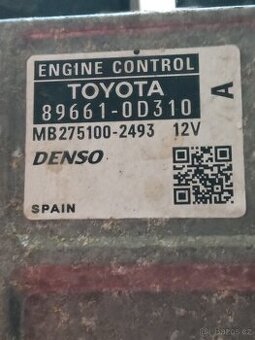 ENGINE CONTROL
TOYOTA
89661-0D310
A
MB275100-2493 12V
DENSO
SPAIN